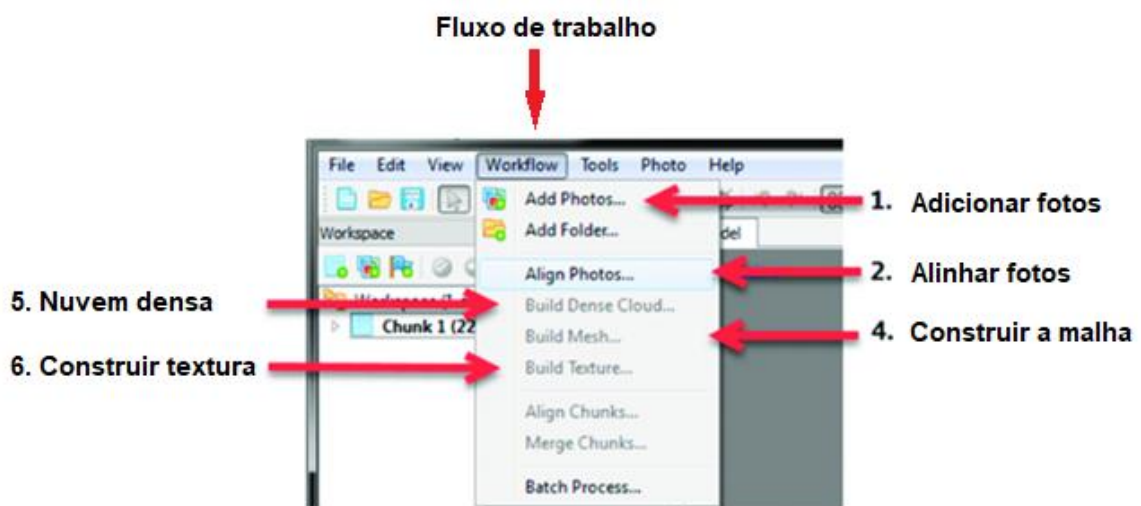 Fluxo de trabalho
File Edit View Workflow Tools Photo Help
Add Photos...
1. Adicionar fotos
Workspace
Add Folder...
del
Align Photos...
2. Alinhar fotos
5. Nuvem densa
Build Dense Cloud...
Chunk 1 (22
Build Mesh...
4. Construir a malha
6. Construir textura
Build Texture...
Align Chunks...
Merge Chunks...
Batch Process...